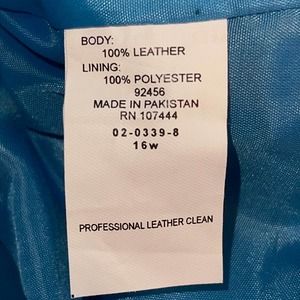 BODY:
100% LEATHER
LINING:
100% POLYESTER
92456
MADE IN PAKISTAN
RN 107444
02-0339-8
16w
PROFESSIONAL LEATHER CLEAN